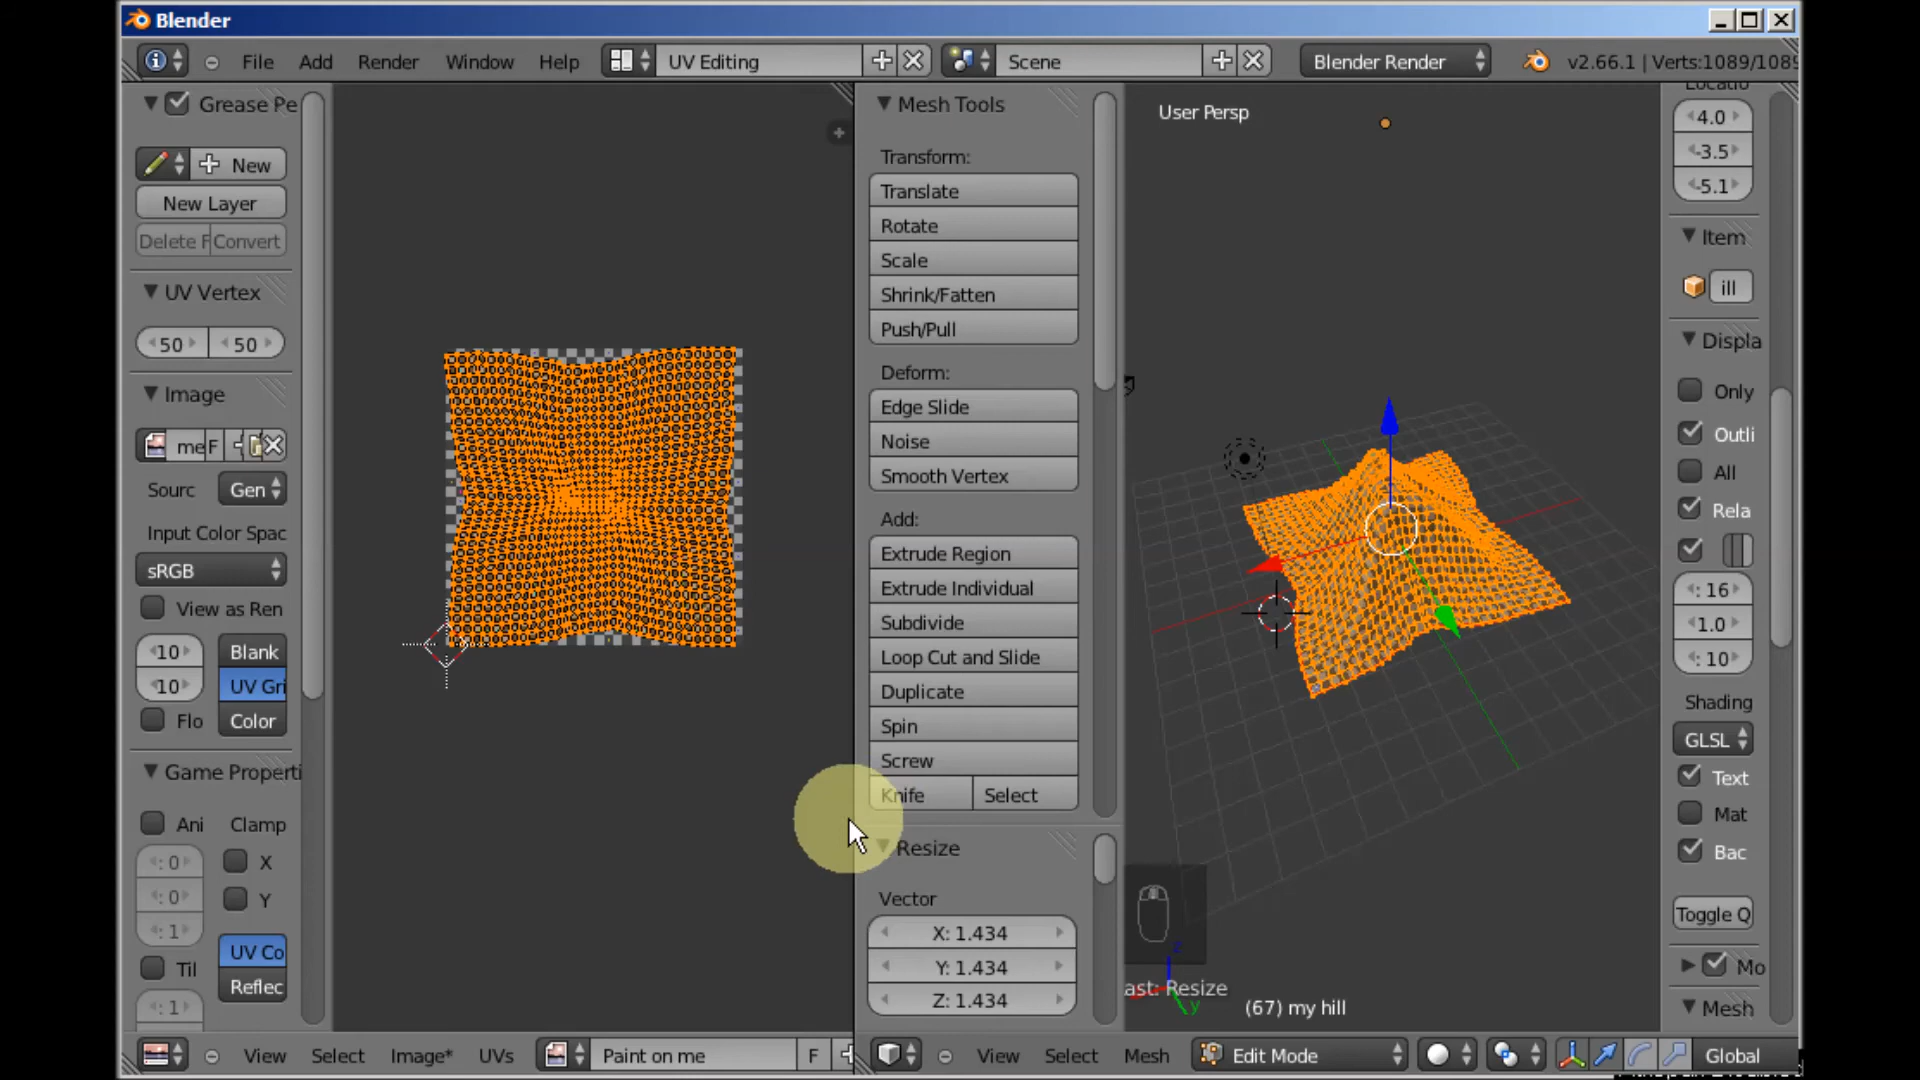 Blender
File Add Render Window Help UV Editing Scene Blender Render v2.66.1 | Verts:1089/1089
Grease Pe
New
New Layer
Delete F Convert
UV Vertex
50 50
Image
me F
Sourc Gen
Input Color Spac
sRGB
View as Ren
10 Blank
10 UV Gri
Flo Color
Game Properti
Ani Clamp
: 0 X
: 0 Y
: 1 UV Co
Til Reflec
: 1
Mesh Tools
Transform:
Translate
Rotate
Scale
Shrink/Fatten
Push/Pull
Deform:
Edge Slide
Noise
Smooth Vertex
Add:
Extrude Region
Extrude Individual
Subdivide
Loop Cut and Slide
Duplicate
Spin
Screw
Knife Select
Resize
Vector
X: 1.434
Y: 1.434
Z: 1.434
User Persp
ast: Resize
z
y
(67) my hill
4.0
-3.5
-5.1
Item
ill
Displa
Only
Outli
All
Rela
: 16
1.0
: 10
Shading
GLSL
Text
Mat
Bac
Toggle Q
Mo
Mesh
View Select Image* UVs Paint on me F
View Select Mesh Edit Mode Global